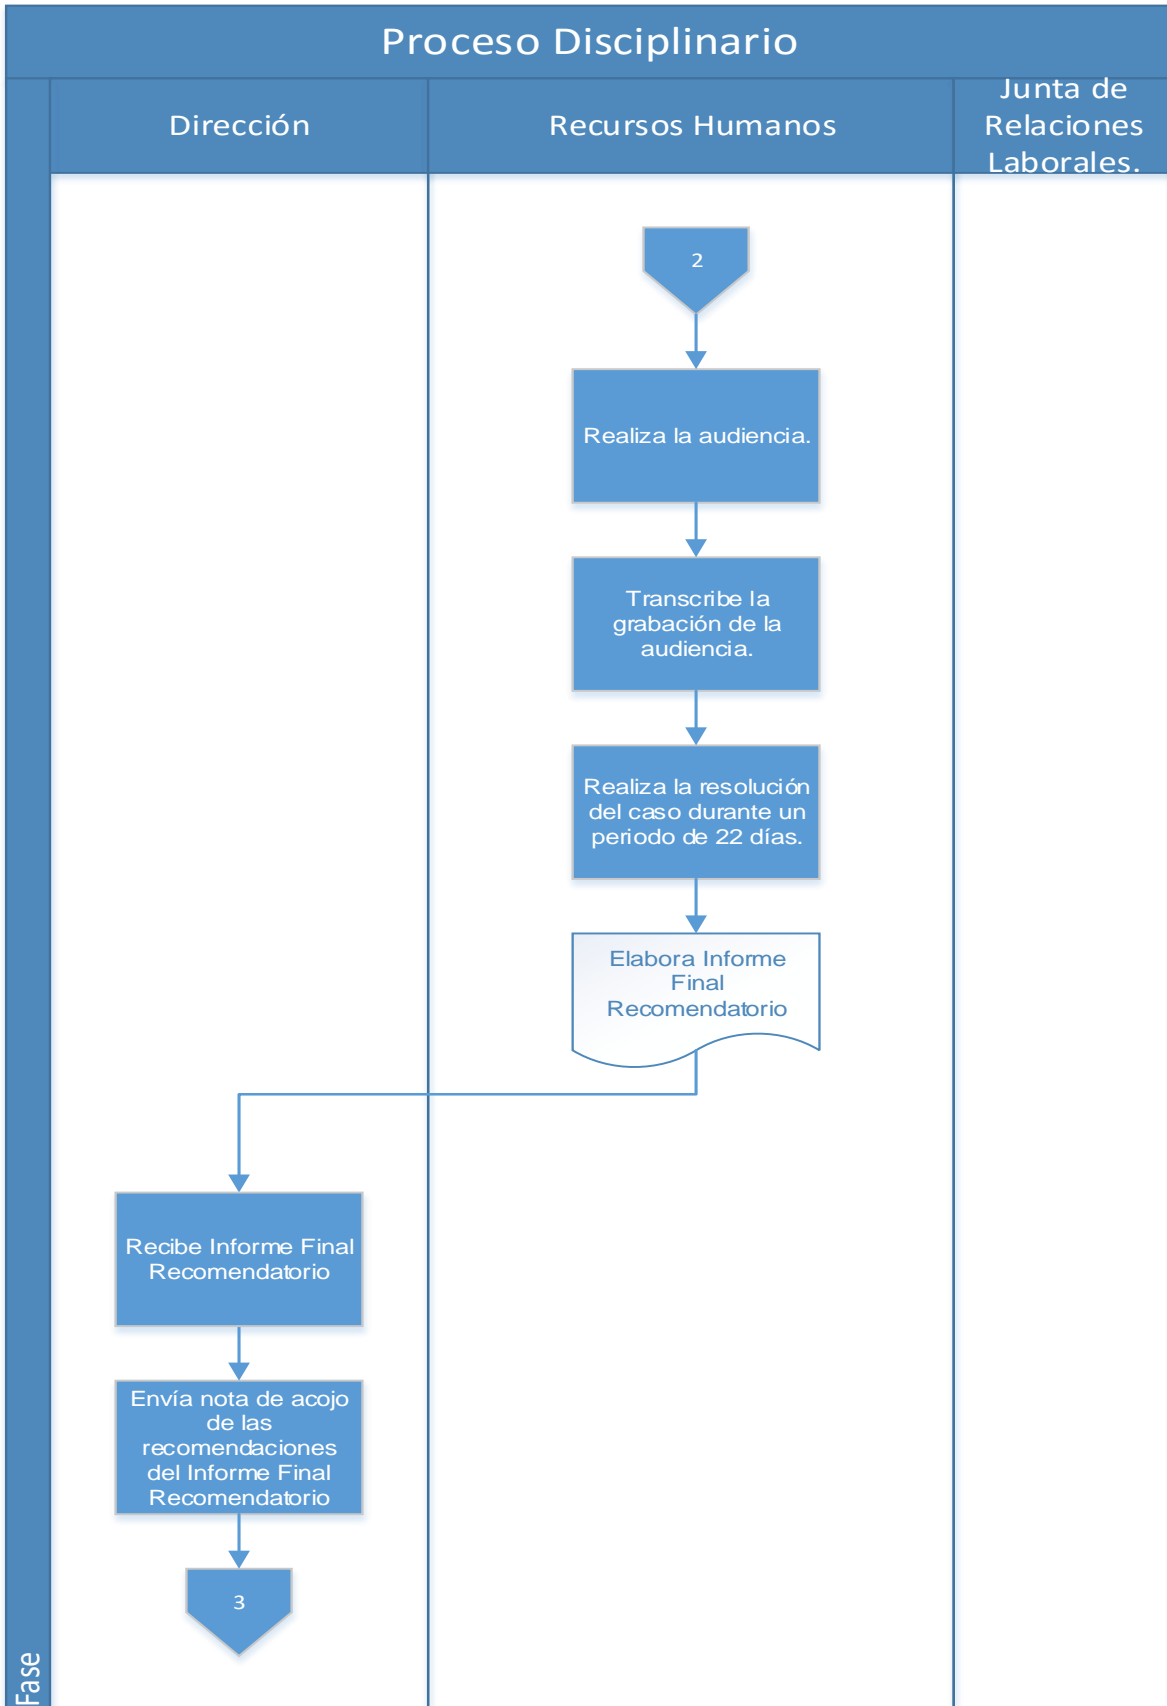 Proceso Disciplinario
Dirección
Recursos Humanos
Junta de
Relaciones
Laborales.
2
Realiza la audiencia.
Transcribe la
grabación de la
audiencia.
Realiza la resolución
del caso durante un
periodo de 22 días.
Elabora Informe
Final
Recomendatorio
Recibe Informe Final
Recomendatorio
Envía nota de acojo
de las
recomendaciones
del Informe Final
Recomendatorio
3
Fase